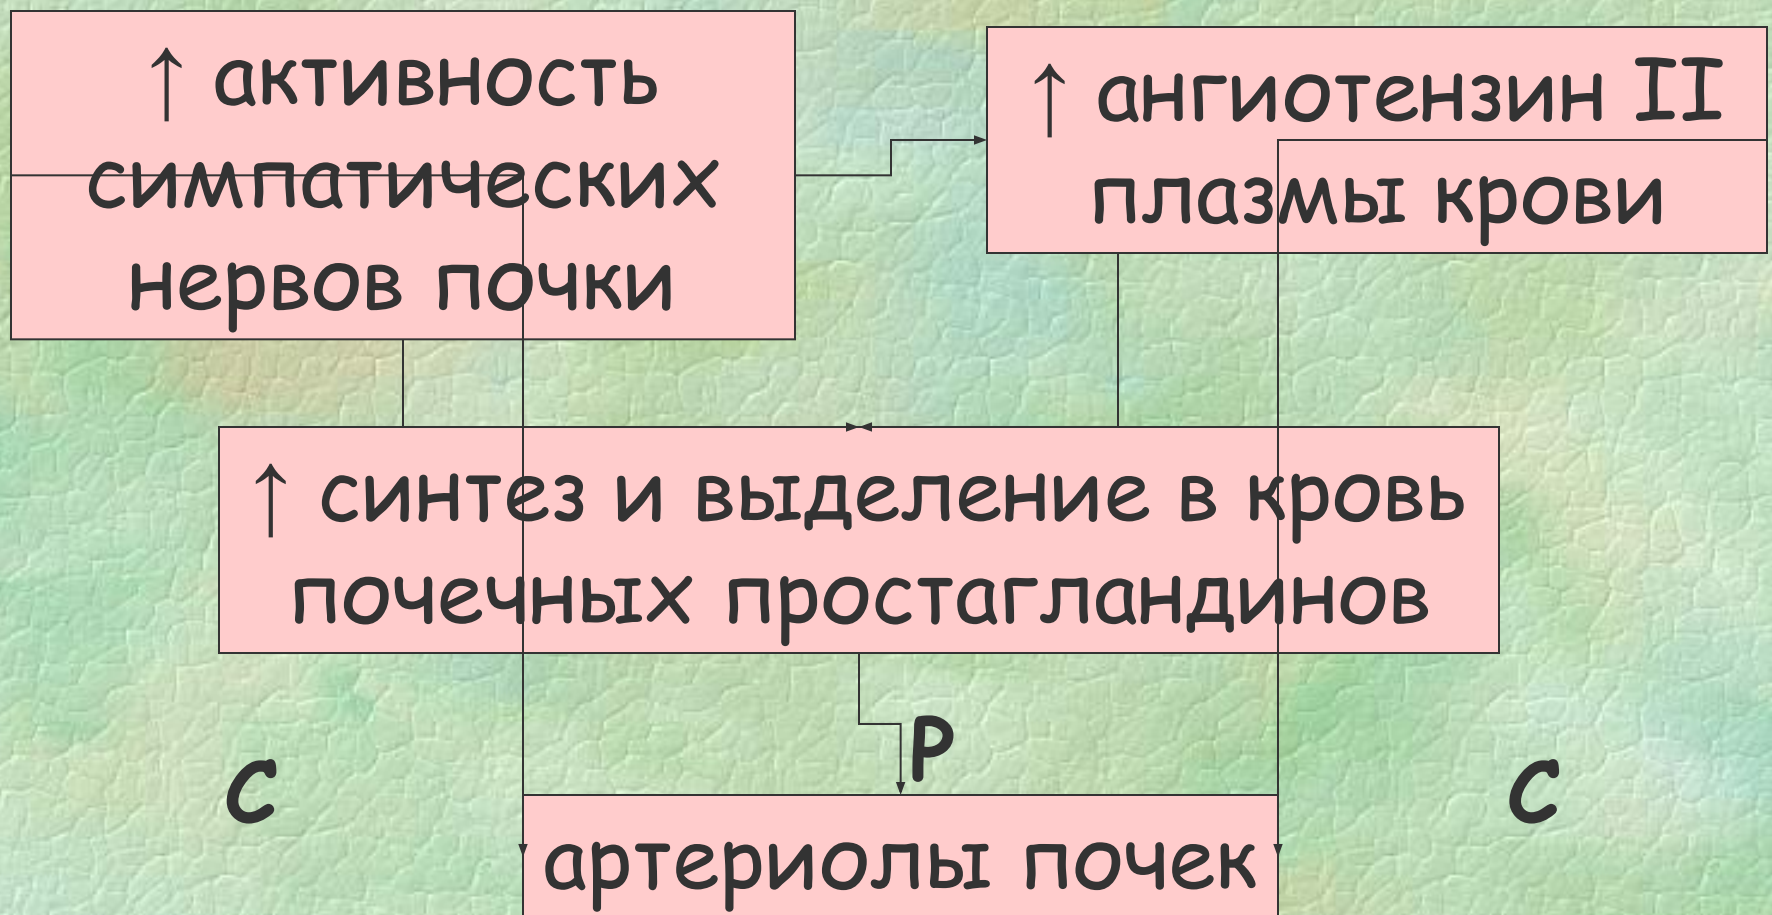 ↑ активность
симпатических
нервов почки
↑ ангиотензин II
плазмы крови
↑ синтез и выделение в кровь
почечных простагландинов
Р
С
С
артериолы почек